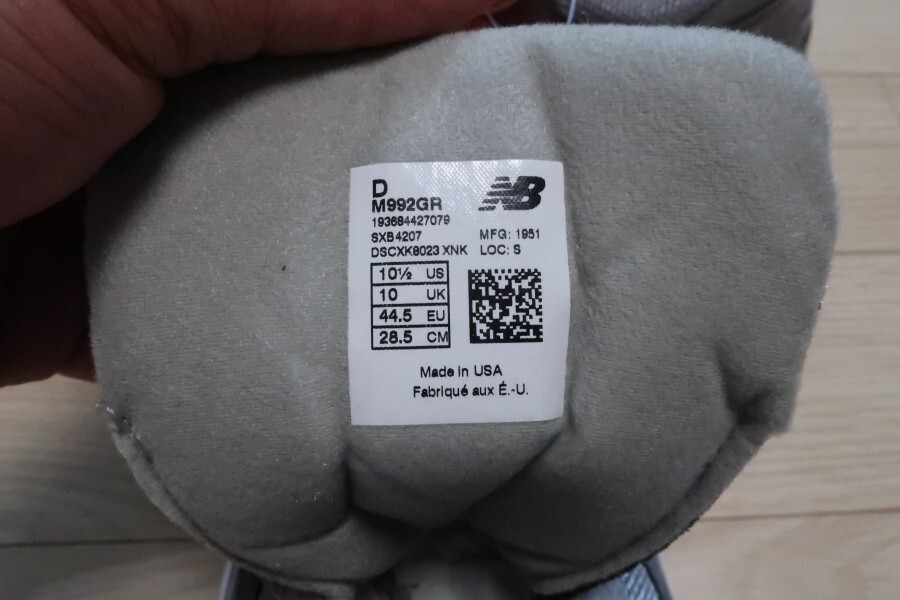 D
M992GR
NB
193684427079
SXB4207
MFG: 1951
DSCXK8023 XNK
LOC: S
10½ US
10 UK
44.5 EU
28.5 CM
Made in USA
Fabriqué aux É.-U.